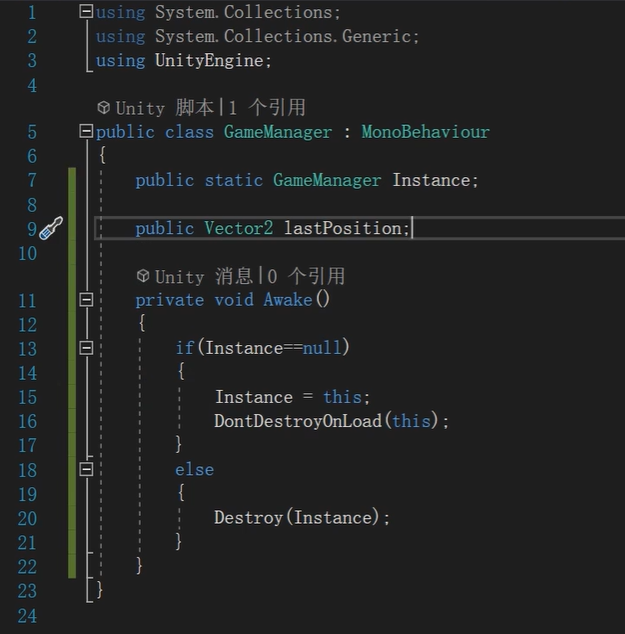 1 using System.Collections;
2 using System.Collections.Generic;
3 using UnityEngine;
4
Unity 脚本|1 个引用
5 public class GameManager : MonoBehaviour
6 {
7 public static GameManager Instance;
8
9 public Vector2 lastPosition;
10
Unity 消息|0 个引用
11 private void Awake()
12 {
13 if(Instance==null)
14 {
15 Instance = this;
16 DontDestroyOnLoad(this);
17 }
18 else
19 {
20 Destroy(Instance);
21 }
22 }
23 }
24